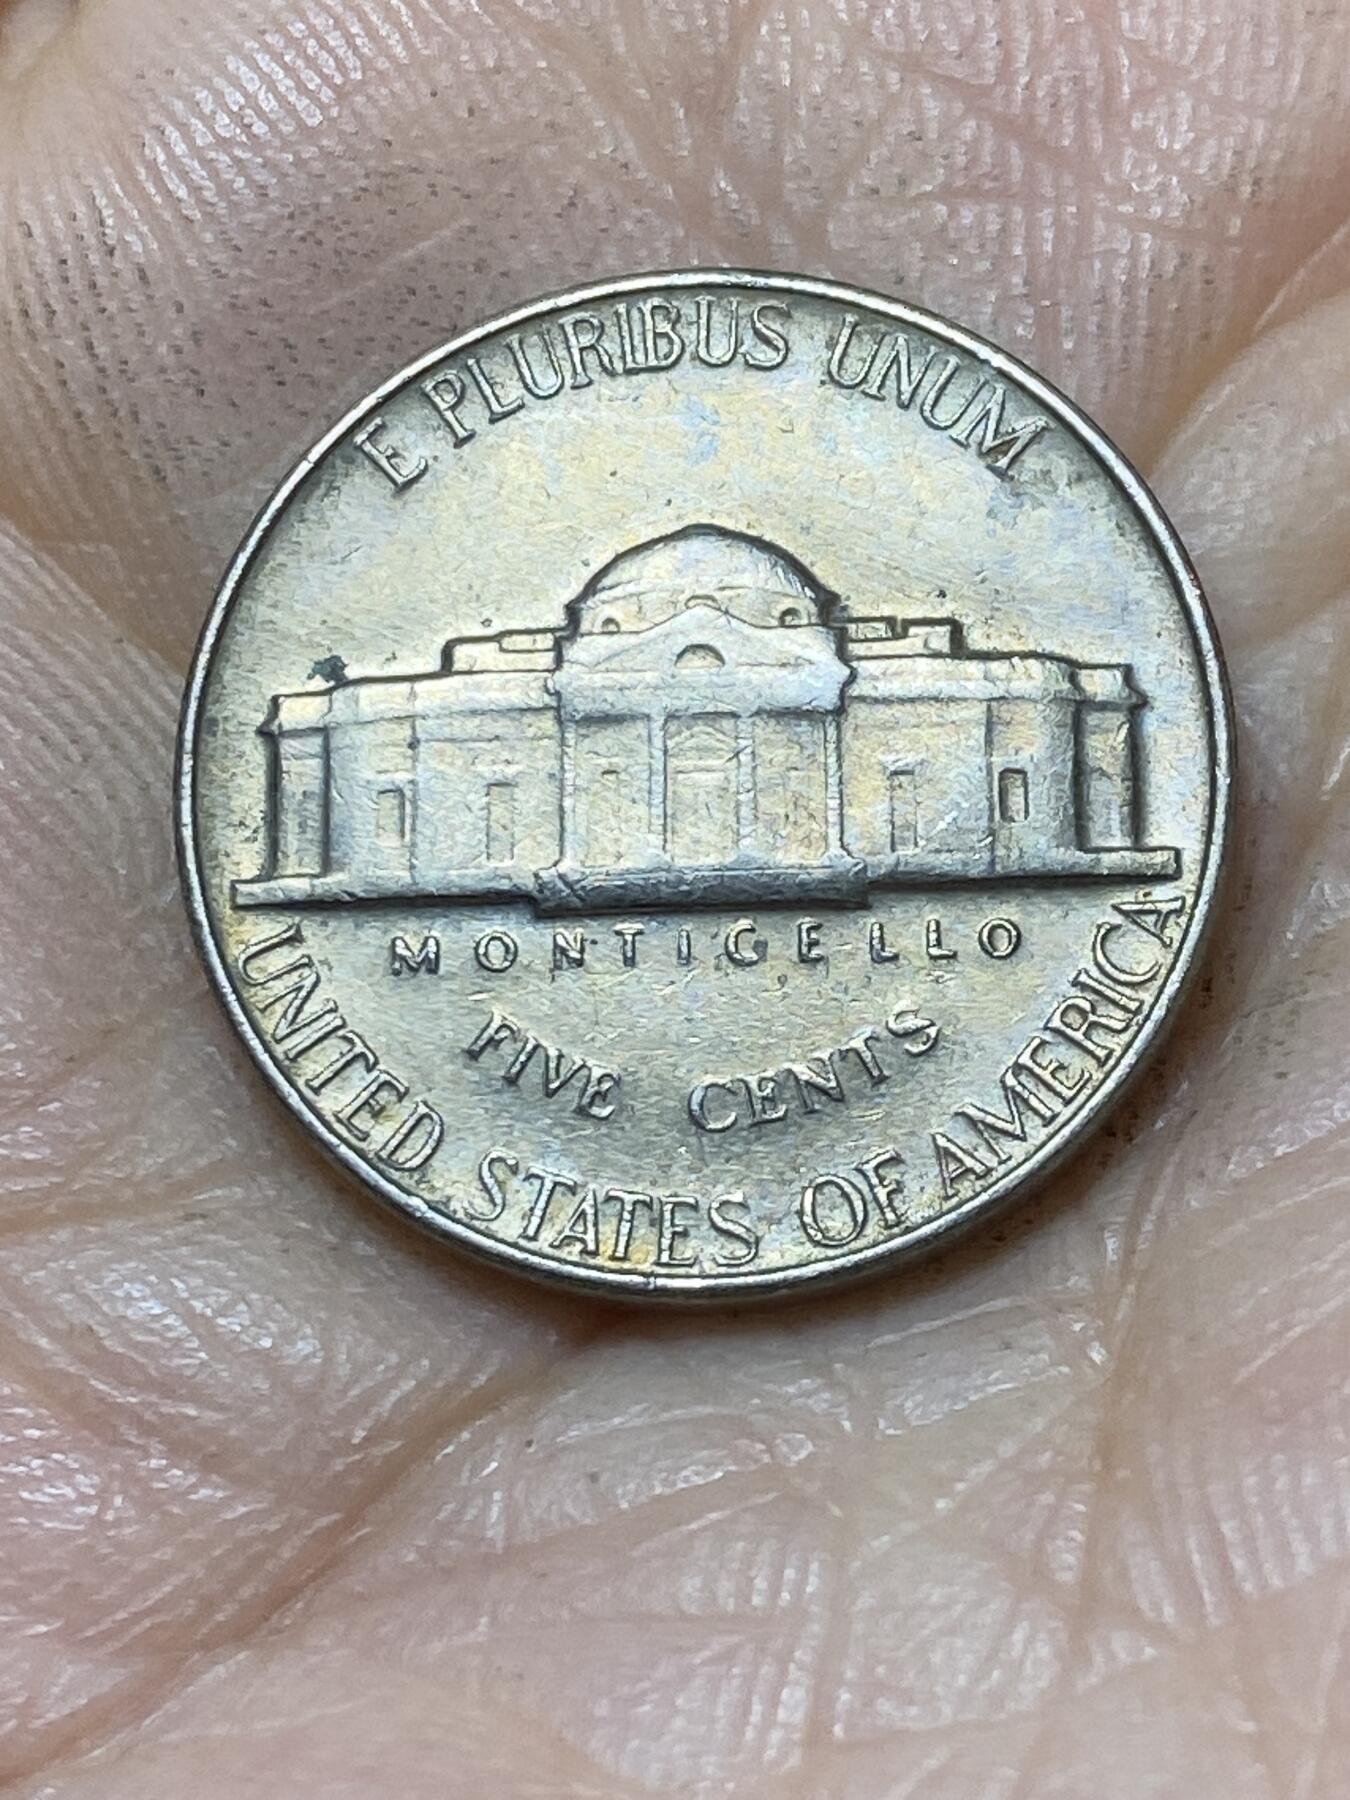 E PLURIBUS UNUM
MONTICELLO
FIVE CENTS
UNITED STATES OF AMERICA